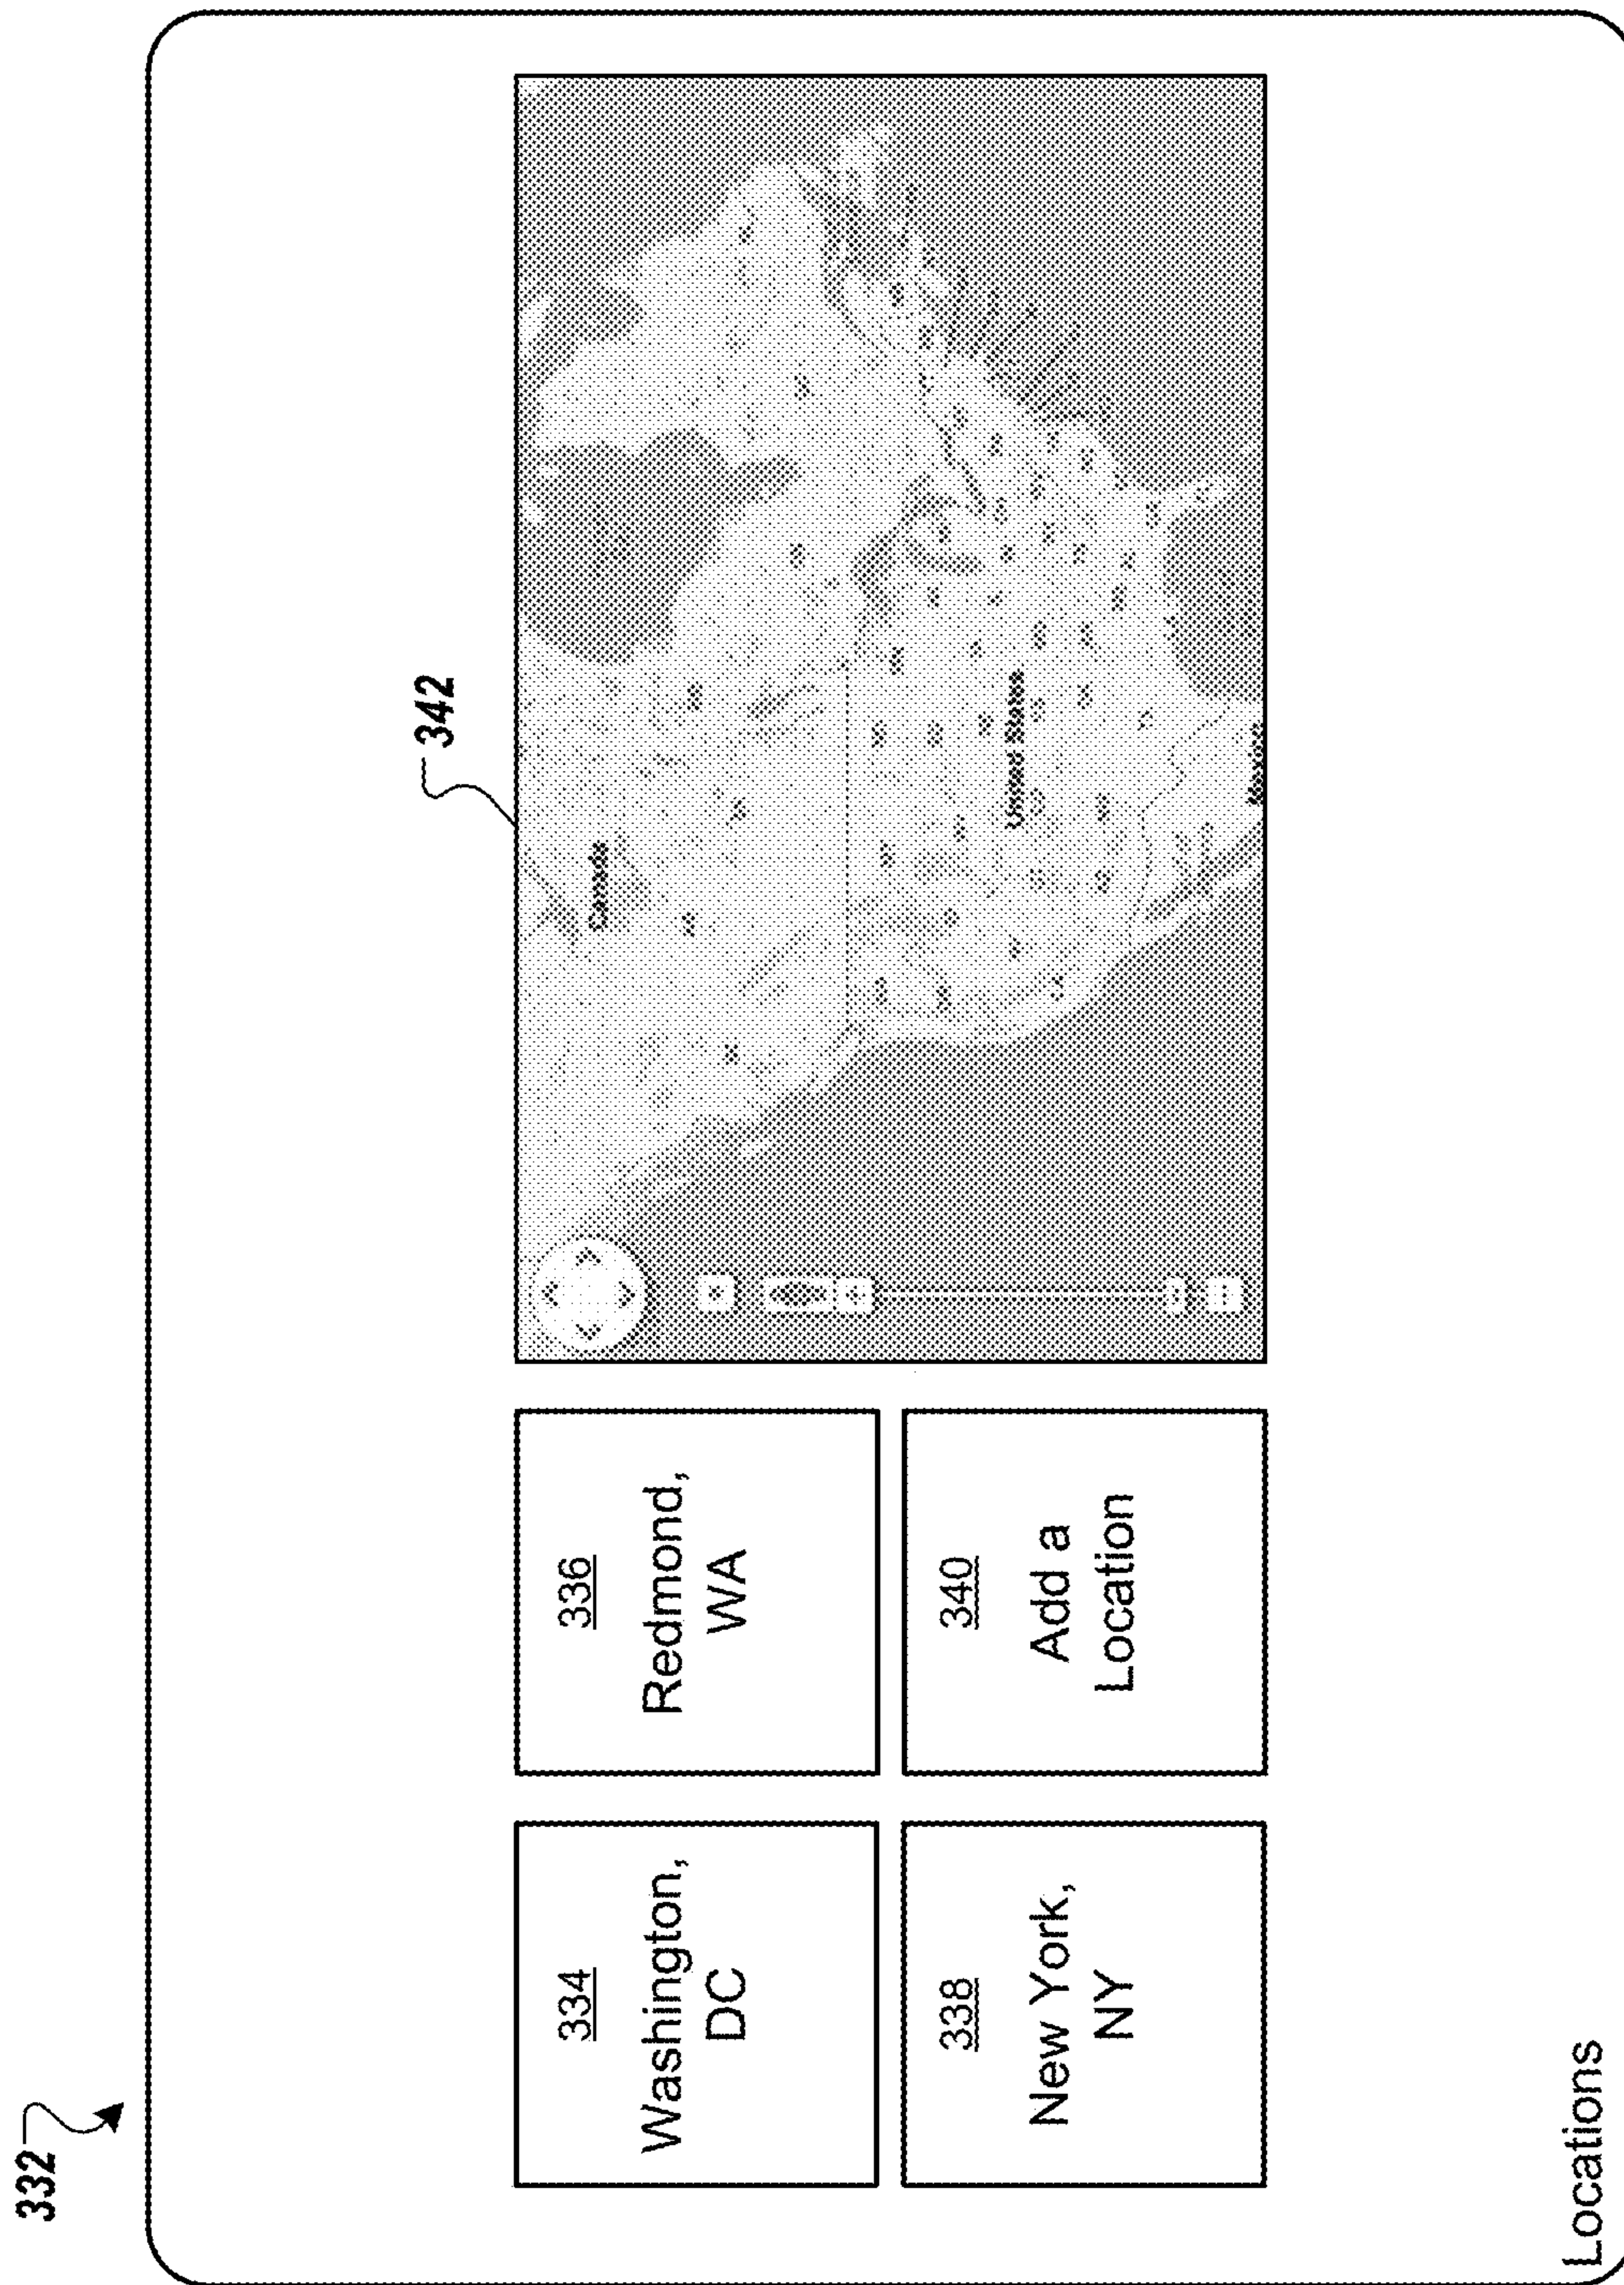 332
342
334
Washington,
DC
336
Redmond,
WA
338
New York,
NY
340
Add a
Location
Canada
United States
Mexico
Locations